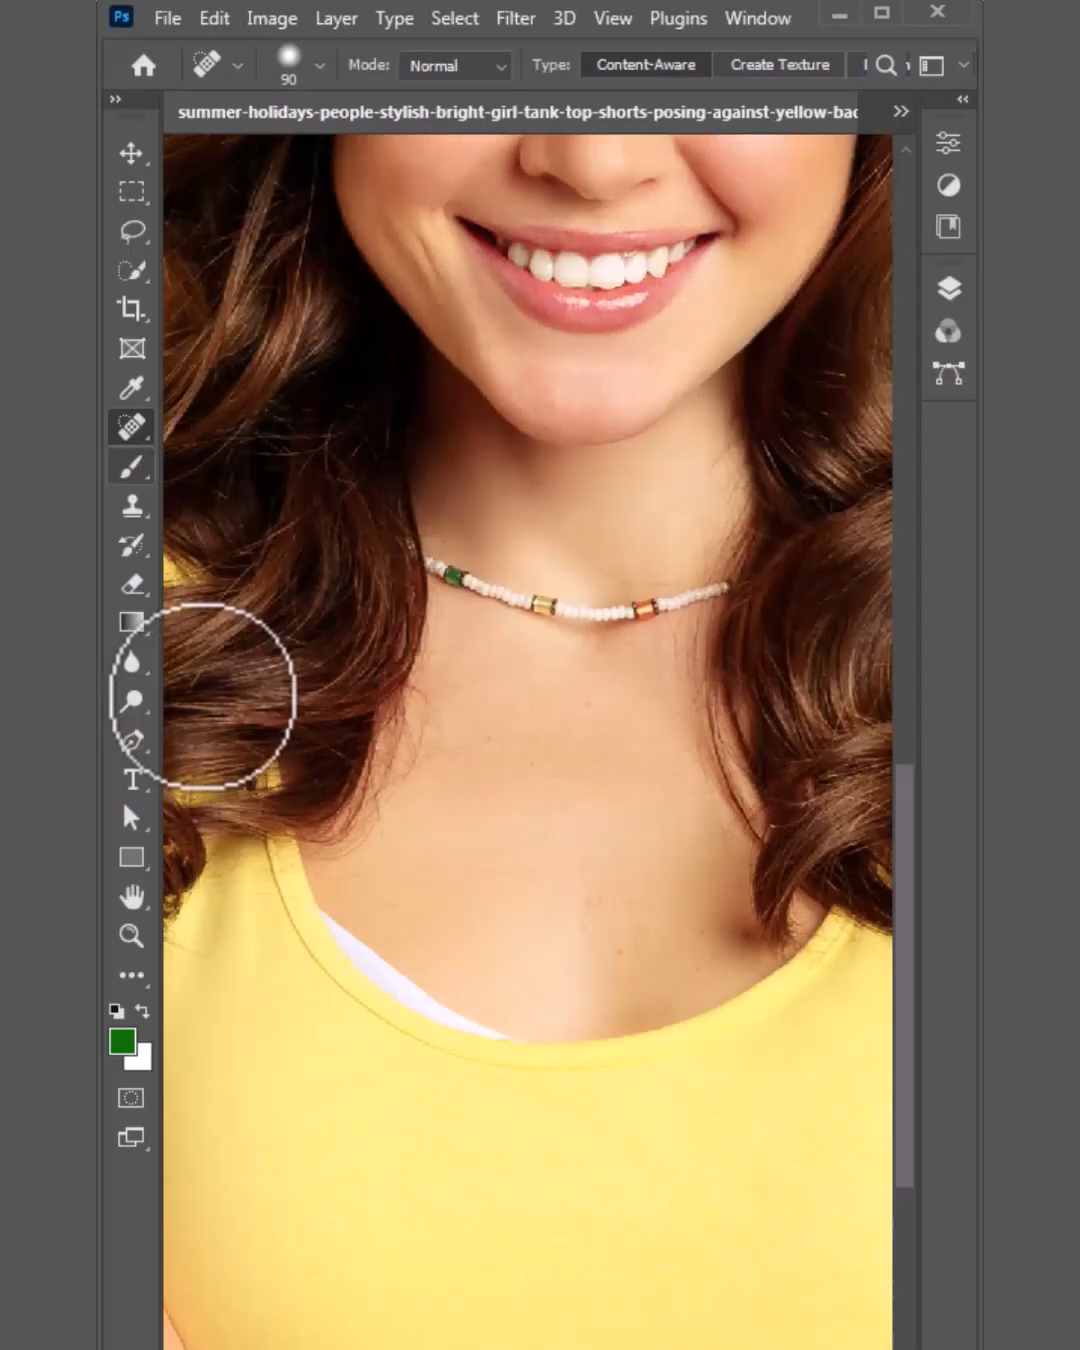 Ps File Edit Image Layer Type Select Filter 3D View Plugins Window
90 Mode: Normal Type: Content-Aware Create Texture
summer-holidays-people-stylish-bright-girl-tank-top-shorts-posing-against-yellow-bac
T